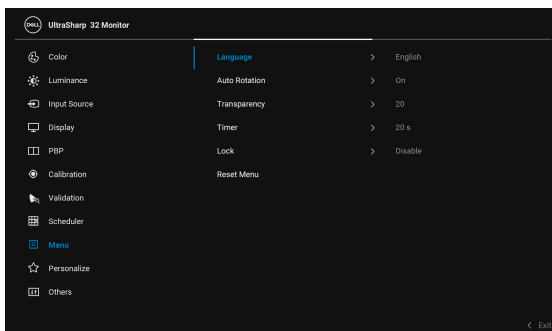 DELL UltraSharp 32 Monitor
Color Language English
Luminance Auto Rotation On
Input Source Transparency 20
Display Timer 20 s
PBP Lock Disable
Calibration Reset Menu
Validation
Scheduler
Menu
Personalize
Others
Exit